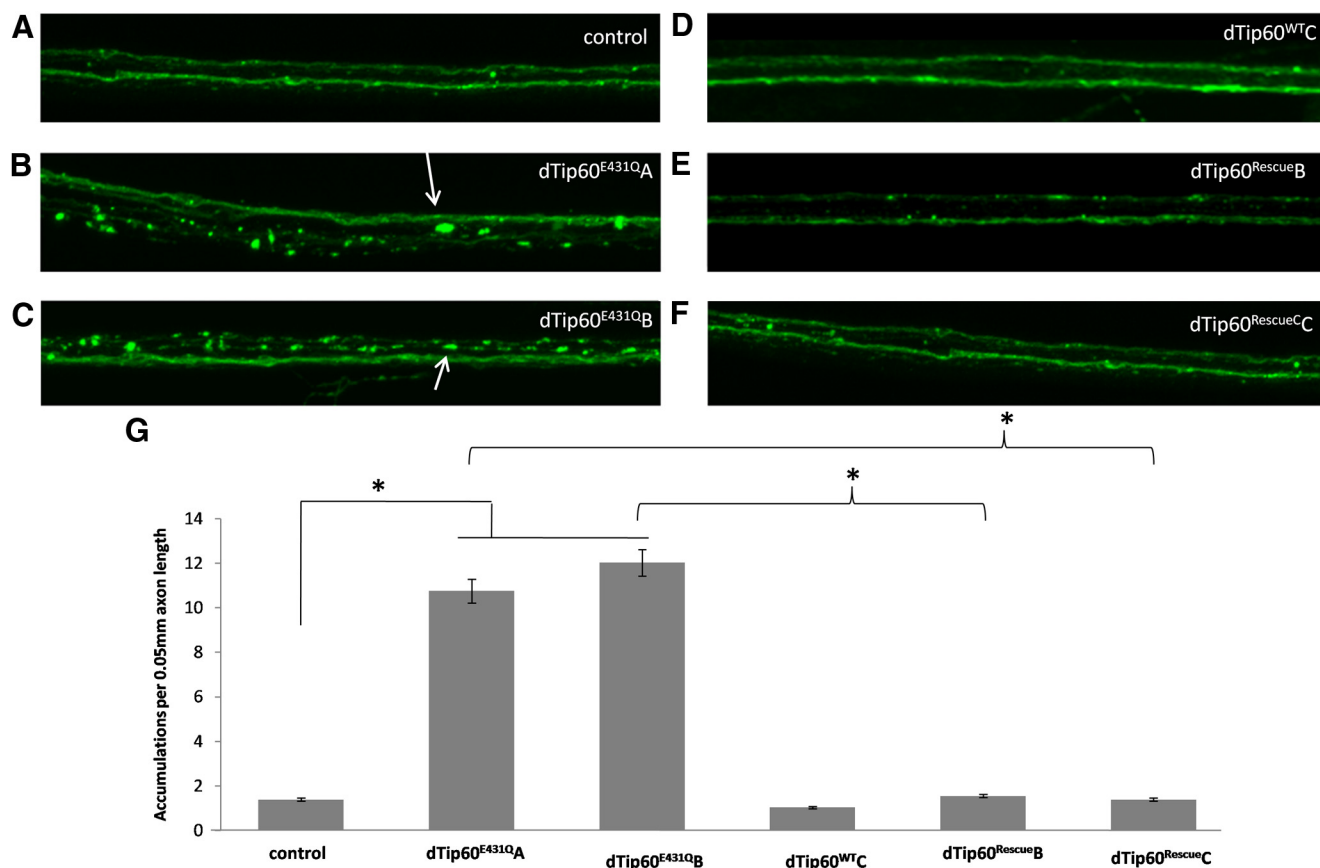 A
control
B
dTip60E431QA
C
dTip60E431QB
D
dTip60WTC
E
dTip60RescueB
F
dTip60RescueCC
G
*
*
*
Accumulations per 0.05mm axon length
14
12
10
8
6
4
2
0
control
dTip60E431QA
dTip60E431QB
dTip60WTC
dTip60RescueB
dTip60RescueC